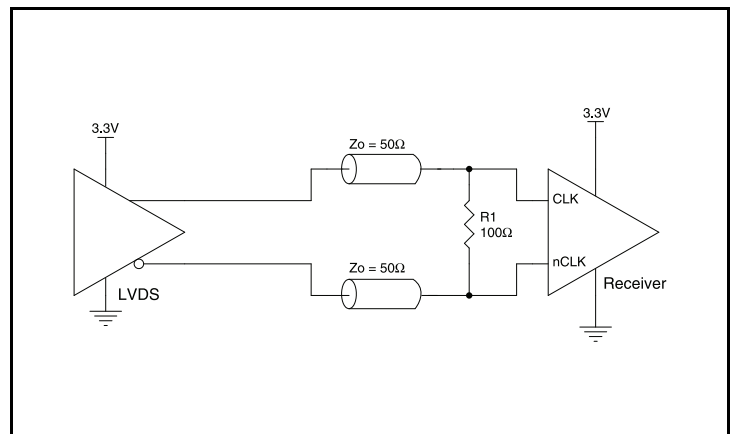 3.3V
3.3V
Zo = 50Ω
CLK
R1
100Ω
nCLK
Zo = 50Ω
Receiver
LVDS